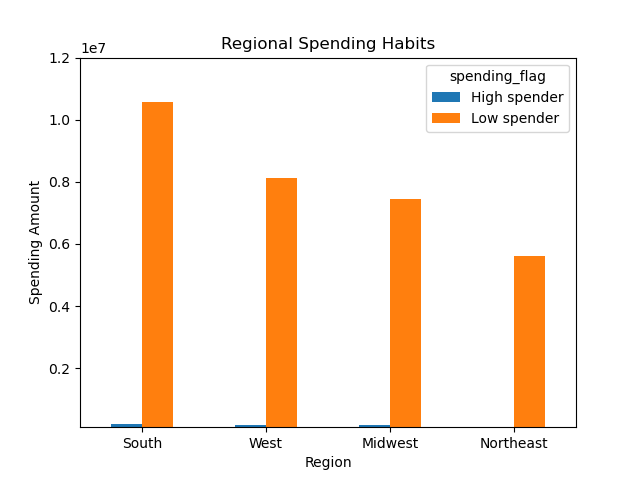 Regional Spending Habits
1e7
1.2
1.0
0.8
0.6
0.4
0.2
Spending Amount
spending_flag
High spender
Low spender
South West Midwest Northeast
Region